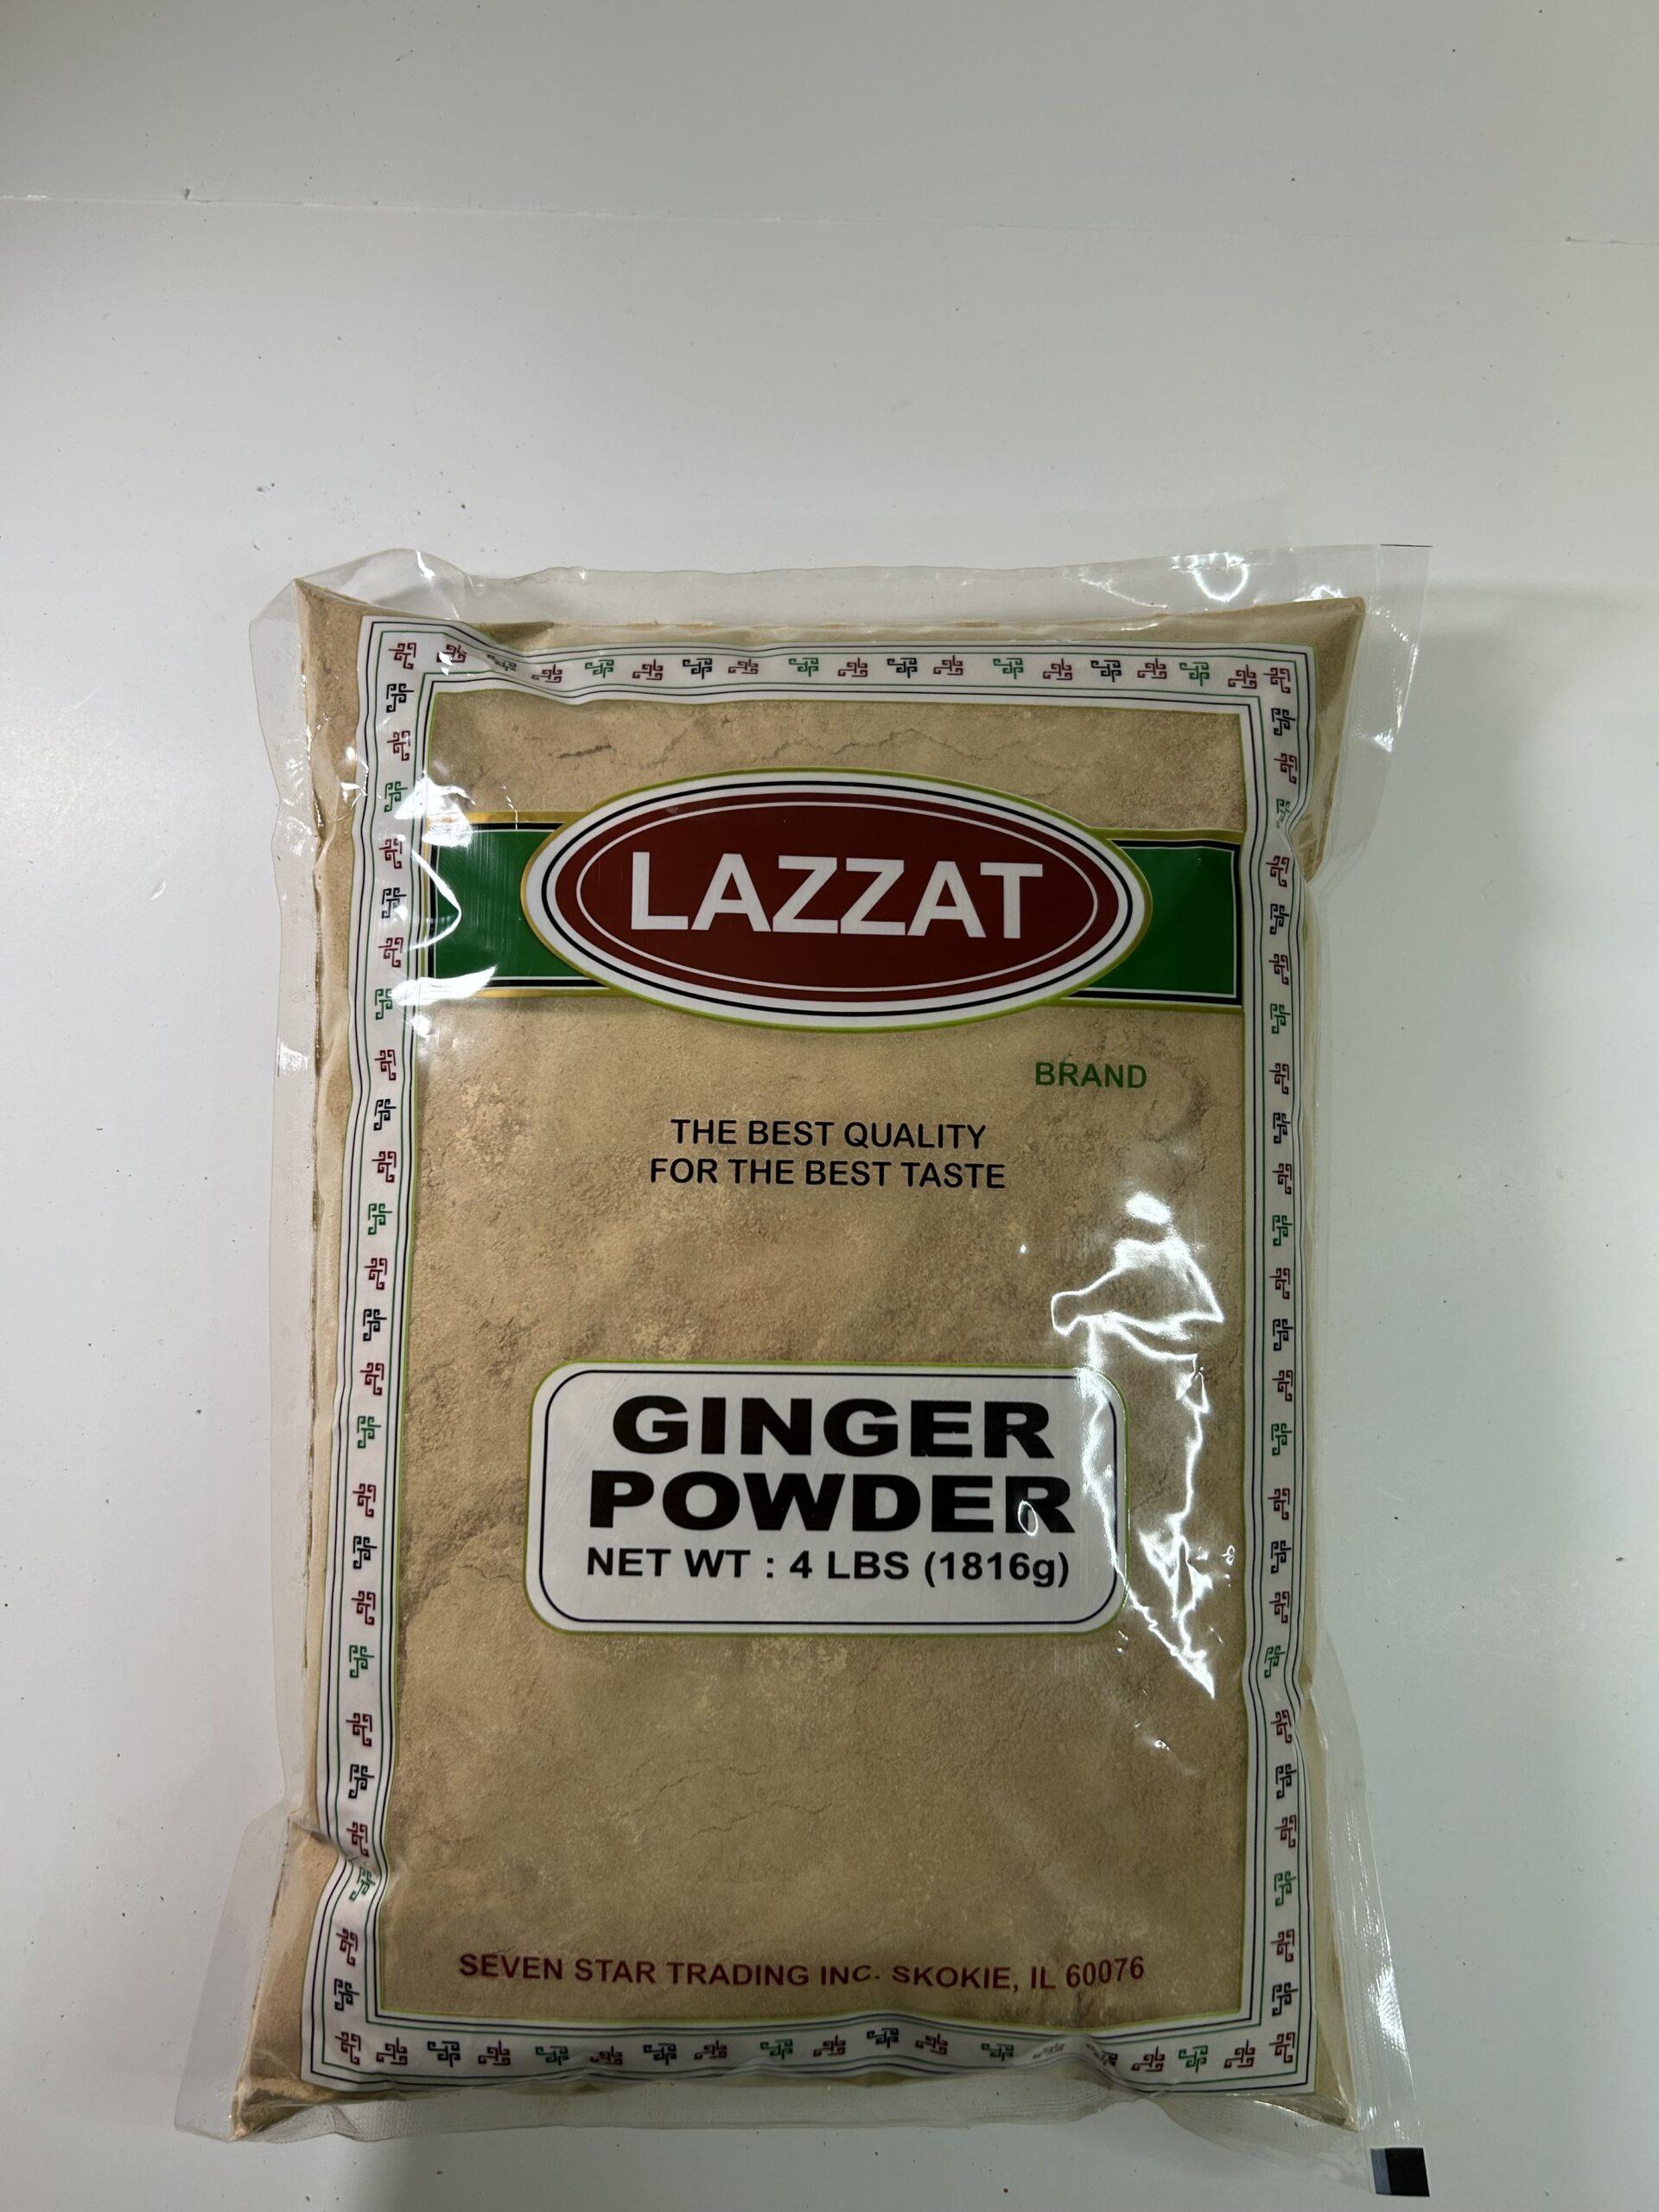 LAZZAT
BRAND
THE BEST QUALITY
FOR THE BEST TASTE
GINGER
POWDER
NET WT : 4 LBS (1816g)
SEVEN STAR TRADING INC. SKOKIE, IL 60076